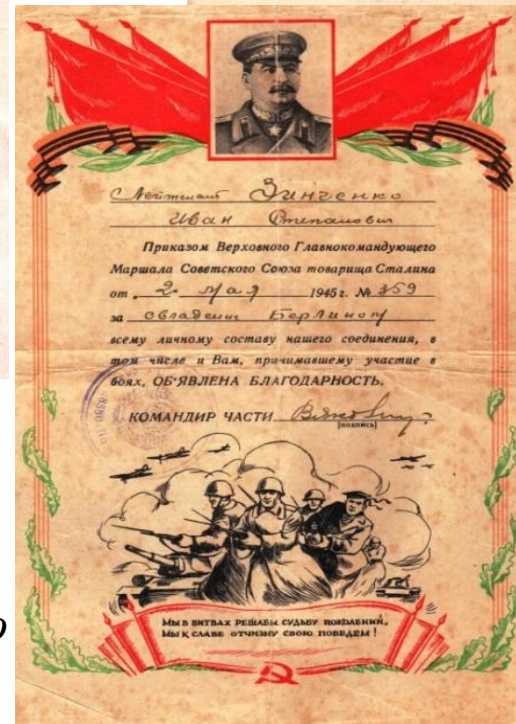 Лейтенант Зинченко
Иван Степанович
Приказом Верховного Главнокомандующего
Маршала Советского Союза товарища Сталина
от „2“ мая 1945 г. № 359
за овладение Берлином
всему личному составу нашего соединения, в
том числе и Вам, принимавшему участие в
боях, ОБ'ЯВЛЕНА БЛАГОДАРНОСТЬ.
КОМАНДИР ЧАСТИ
(подпись)
МЫ В БИТВАХ РЕШАЕМ СУДЬБУ ПОКОЛЕНИЙ,
МЫ К СЛАВЕ ОТЧИЗНУ СВОЮ ПОВЕДЕМ!
о